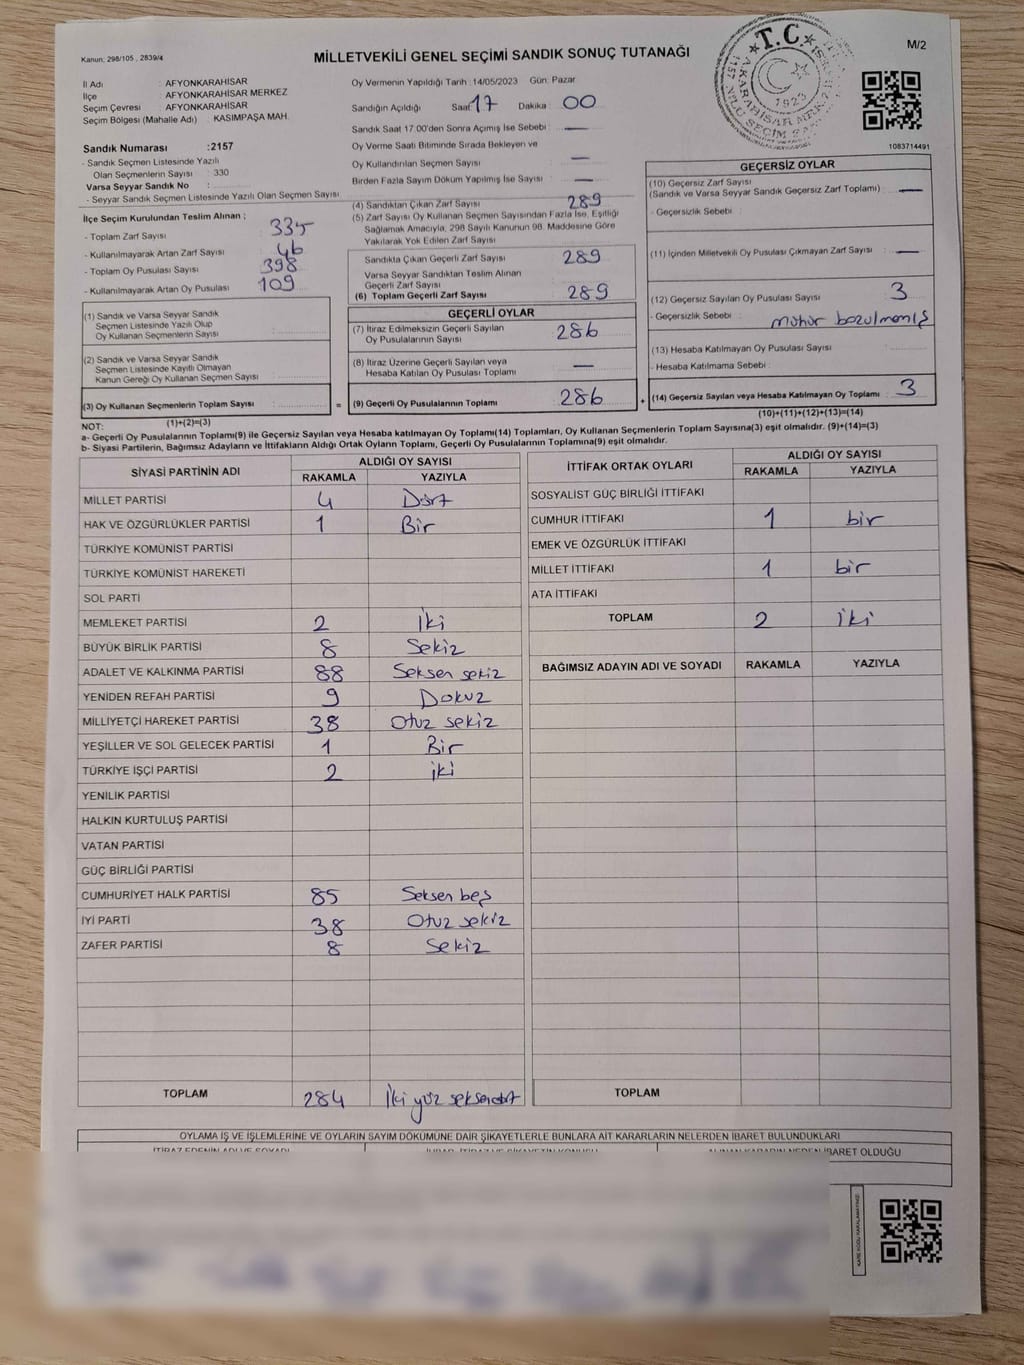 Kanun: 298/105 , 2839/4
MİLLETVEKİLİ GENEL SEÇİMİ SANDIK SONUÇ TUTANAĞI
M/2
T.C.
1923
1083714491
İl Adı : AFYONKARAHİSAR
İlçe : AFYONKARAHİSAR MERKEZ
Seçim Çevresi : AFYONKARAHİSAR
Seçim Bölgesi (Mahalle Adı) : KASIMPAŞA MAH.
Sandık Numarası :2157
- Sandık Seçmen Listesinde Yazılı
Olan Seçmen Sayısı : 330
Varsa Seyyar Sandık No :
- Seyyar Sandık Seçmen Listesinde Yazılı Olan Seçmen Sayısı :
İlçe Seçim Kurulundan Teslim Alınan ;
- Toplam Zarf Sayısı : 335
- Kullanılmayarak Artan Zarf Sayısı : 46
- Toplam Oy Pusulası Sayısı : 398
- Kullanılmayarak Artan Oy Pusulası : 109
(1) Sandık ve Varsa Seyyar Sandık
Seçmen Listesinde Yazılı Olup
Oy Kullanan Seçmenlerin Sayısı :
(2) Sandık ve Varsa Seyyar Sandık
Seçmen Listesinde Kayıtlı Olmayan
Kanun Gereği Oy Kullanan Seçmen Sayısı :
(3) Oy Kullanan Seçmenlerin Toplam Sayısı :
(1)+(2)=(3)
Oy Vermenin Yapıldığı Tarih : 14/05/2023 Gün: Pazar
Sandığın Açıldığı Saat 17 Dakika : 00
Sandık Saat 17.00'den Sonra Açımış İse Sebebi : —
Oy Verme Saati Bitiminde Sırada Bekleyen ve
Oy Kullandırılan Seçmen Sayısı : —
Birden Fazla Sayım Döküm Yapılmış İse Sayısı : —
(4) Sandıktan Çıkan Zarf Sayısı : 289
(5) Zarf Sayısı Oy Kullanan Seçmen Sayısından Fazla İse, Eşitliği
Sağlamak Amacıyla, 298 Sayılı Kanunun 98. Maddesine Göre
Yakılarak Yok Edilen Zarf Sayısı :
Sandıkta Çıkan Geçerli Zarf Sayısı : 289
Varsa Seyyar Sandıktan Teslim Alınan
Geçerli Zarf Sayısı :
(6) Toplam Geçerli Zarf Sayısı : 289
GEÇERLİ OYLAR
(7) İtiraz Edilmeksizin Geçerli Sayılan
Oy Pusulalarının Sayısı : 286
(8) İtiraz Üzerine Geçerli Sayılan veya
Hesaba Katılan Oy Pusulası Toplamı : —
= (9) Geçerli Oy Pusulalarının Toplamı : 286
GEÇERSİZ OYLAR
(10) Geçersiz Zarf Sayısı
(Sandık ve Varsa Seyyar Sandık Geçersiz Zarf Toplamı) : —
- Geçersizlik Sebebi :
(11) İçinden Milletvekili Oy Pusulası Çıkmayan Zarf Sayısı : —
(12) Geçersiz Sayılan Oy Pusulası Sayısı : 3
- Geçersizlik Sebebi : mühür bozulmamış
(13) Hesaba Katılmayan Oy Pusulası Sayısı :
- Hesaba Katılmama Sebebi :
+ (14) Geçersiz Sayılan veya Hesaba Katılmayan Oy Toplamı : 3
(10)+(11)+(12)+(13)=(14)
NOT:
a- Geçerli Oy Pusulalarının Toplamı(9) ile Geçersiz Sayılan veya Hesaba katılmayan Oy Toplamı(14) Toplamları, Oy Kullanan Seçmenlerin Toplam Sayısına(3) eşit olmalıdır. (9)+(14)=(3)
b- Siyasi Partilerin, Bağımsız Adayların ve İttifakların Aldığı Ortak Oyların Toplamı, Geçerli Oy Pusulalarının Toplamına(9) eşit olmalıdır.
SİYASİ PARTİNİN ADI
ALDIĞI OY SAYISI
RAKAMLA YAZIYLA
MİLLET PARTİSİ 4 Dört
HAK VE ÖZGÜRLÜKLER PARTİSİ 1 Bir
TÜRKİYE KOMÜNİST PARTİSİ
TÜRKİYE KOMÜNİST HAREKETİ
SOL PARTİ
MEMLEKET PARTİSİ 2 İki
BÜYÜK BİRLİK PARTİSİ 8 Sekiz
ADALET VE KALKINMA PARTİSİ 88 Seksen sekiz
YENİDEN REFAH PARTİSİ 9 Dokuz
MİLLİYETÇİ HAREKET PARTİSİ 38 Otuz sekiz
YEŞİLLER VE SOL GELECEK PARTİSİ 1 Bir
TÜRKİYE İŞÇİ PARTİSİ 2 iki
YENİLİK PARTİSİ
HALKIN KURTULUŞ PARTİSİ
VATAN PARTİSİ
GÜÇ BİRLİĞİ PARTİSİ
CUMHURİYET HALK PARTİSİ 85 Seksen beş
İYİ PARTİ 38 Otuz sekiz
ZAFER PARTİSİ 8 Sekiz
TOPLAM 284 İki yüz seksendört
İTTİFAK ORTAK OYLARI
ALDIĞI OY SAYISI
RAKAMLA YAZIYLA
SOSYALİST GÜÇ BİRLİĞİ İTTİFAKI
CUMHUR İTTİFAKI 1 bir
EMEK VE ÖZGÜRLÜK İTTİFAKI
MİLLET İTTİFAKI 1 bir
ATA İTTİFAKI
TOPLAM 2 iki
BAĞIMSIZ ADAYIN ADI VE SOYADI RAKAMLA YAZIYLA
TOPLAM
OYLAMA İŞ VE İŞLEMLERİNE VE OYLARIN SAYIM DÖKÜMÜNE DAİR ŞİKAYETLERLE BUNLARA AİT KARARLARIN NELERDEN İBARET BULUNDUKLARI
İBARET OLDUĞU